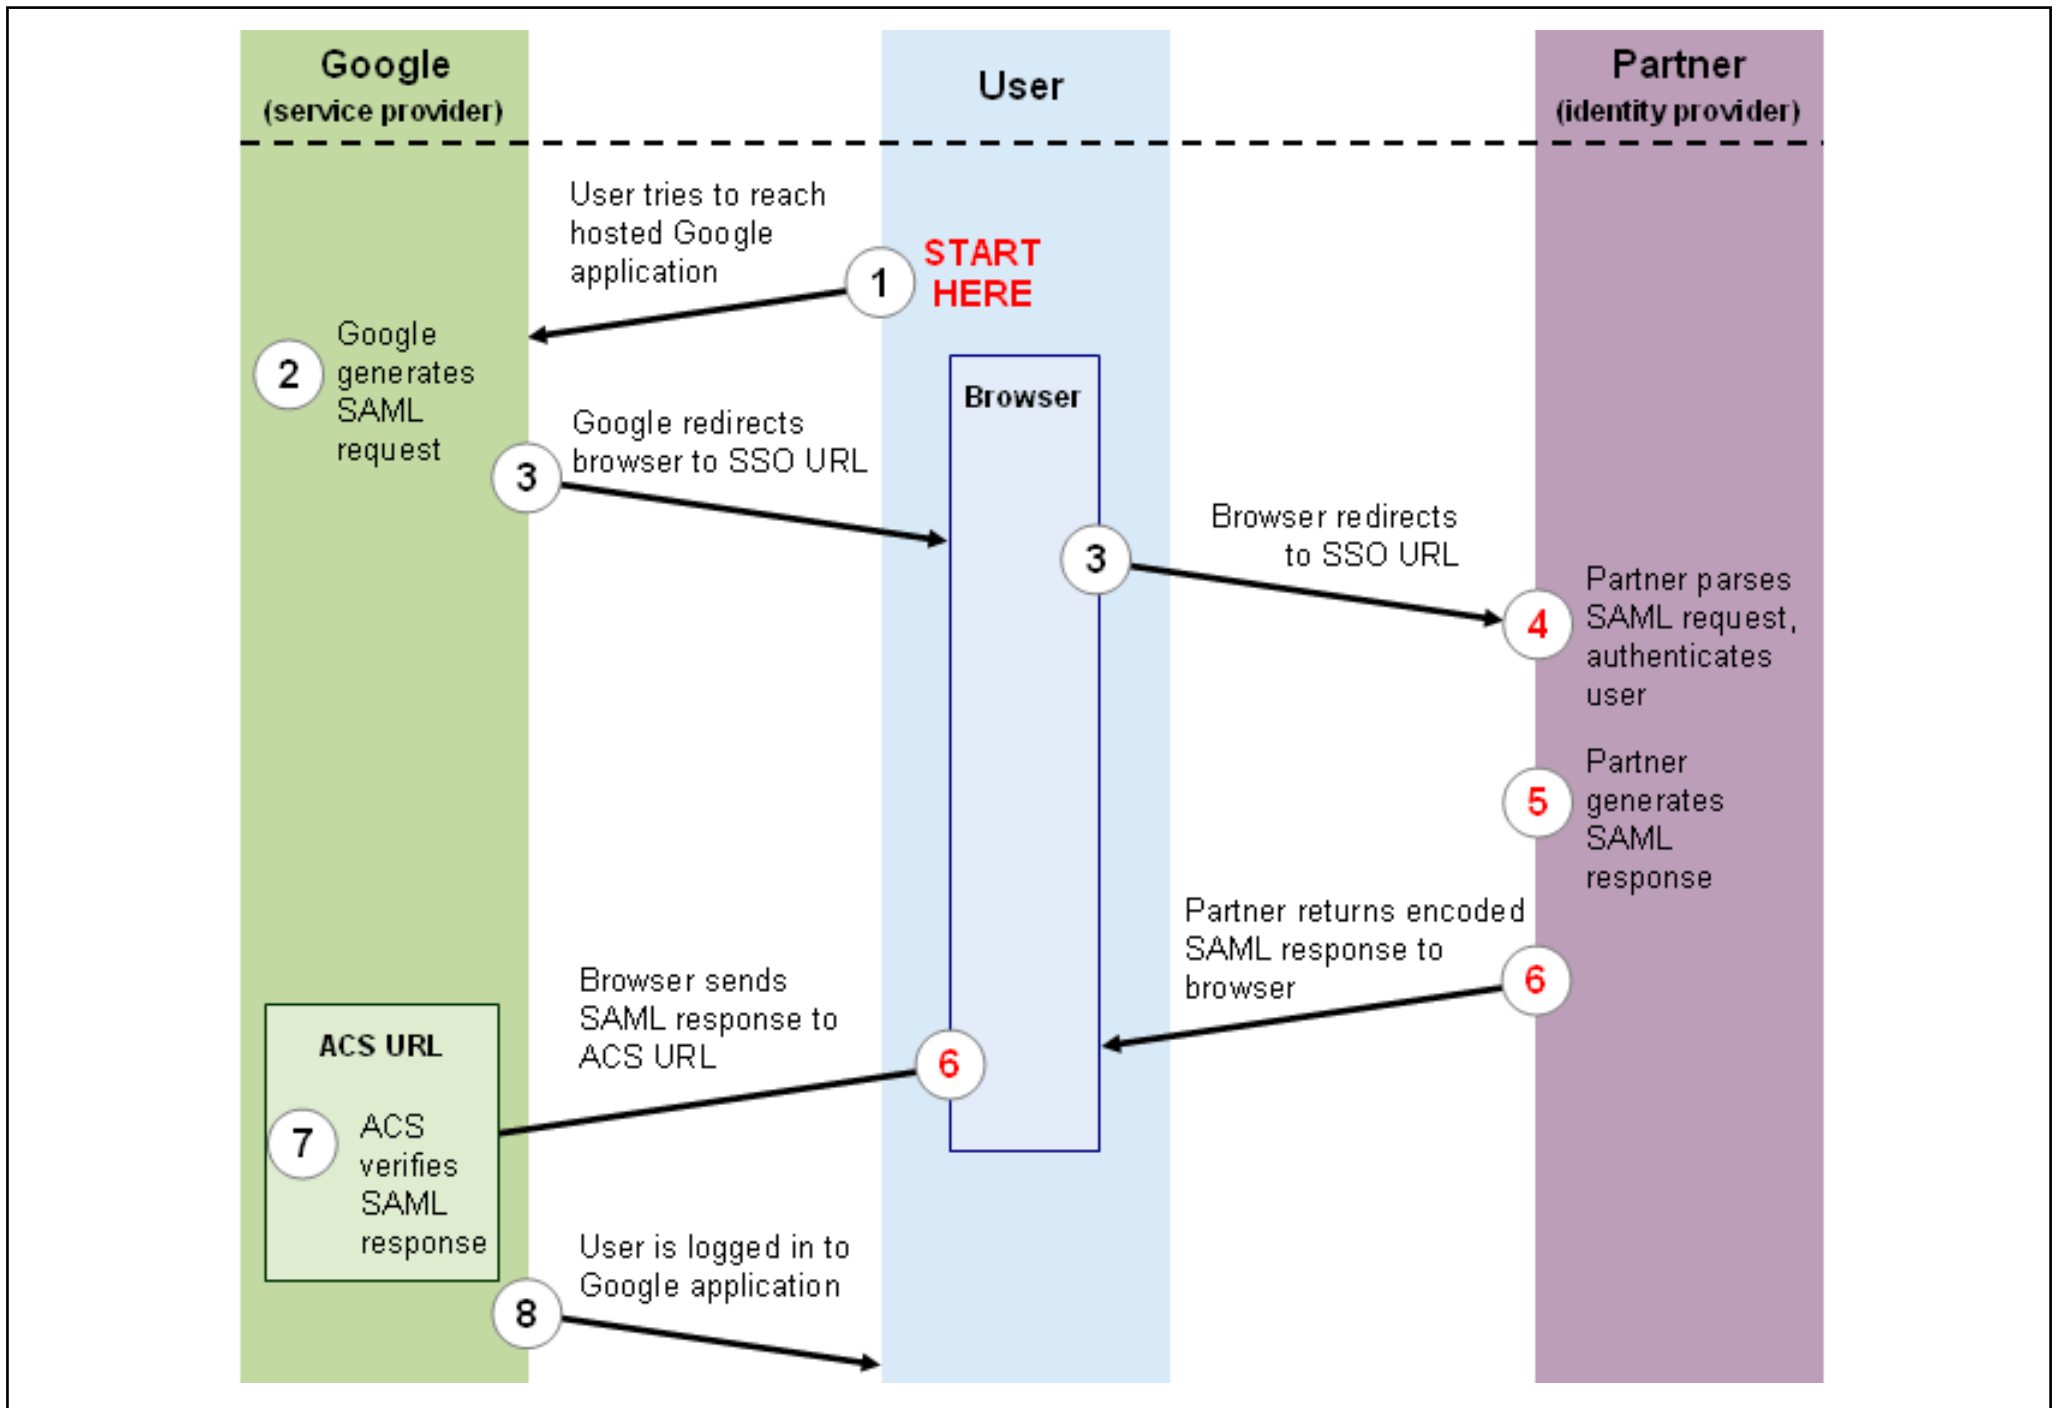 Google
(service provider)
User
Partner
(identity provider)
User tries to reach
hosted Google
application
1
START
HERE
2
Google
generates
SAML
request
Browser
3
Google redirects
browser to SSO URL
3
Browser redirects
to SSO URL
4
Partner parses
SAML request,
authenticates
user
5
Partner
generates
SAML
response
Partner returns encoded
SAML response to
browser
6
Browser sends
SAML response to
ACS URL
6
ACS URL
7
ACS
verifies
SAML
response
User is logged in to
Google application
8